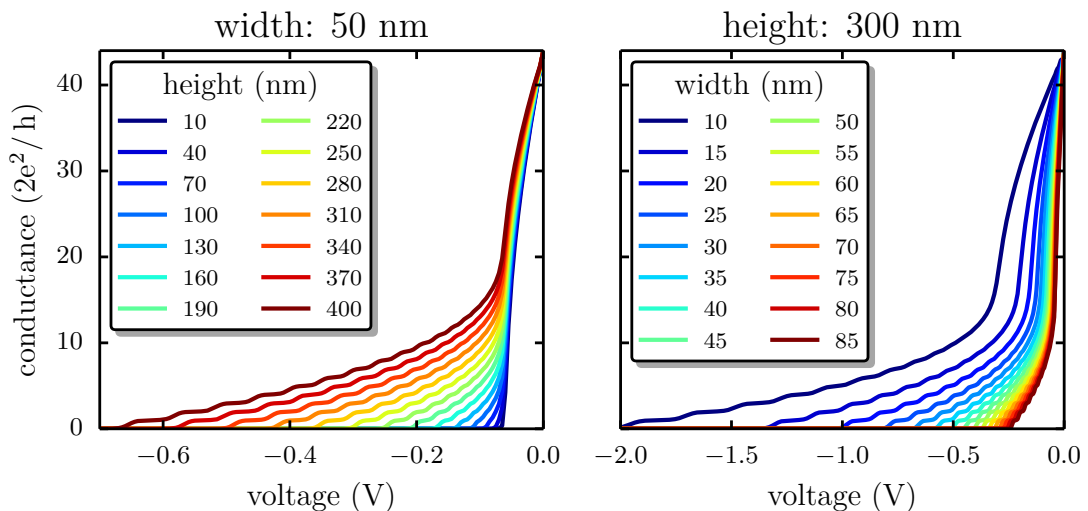 width: 50 nm
height: 300 nm
conductance (2e²/h)
40
30
20
10
0
height (nm)
10 220
40 250
70 280
100 310
130 340
160 370
190 400
−0.6 −0.4 −0.2 0.0
voltage (V)
width (nm)
10 50
15 55
20 60
25 65
30 70
35 75
40 80
45 85
−2.0 −1.5 −1.0 −0.5 0.0
voltage (V)